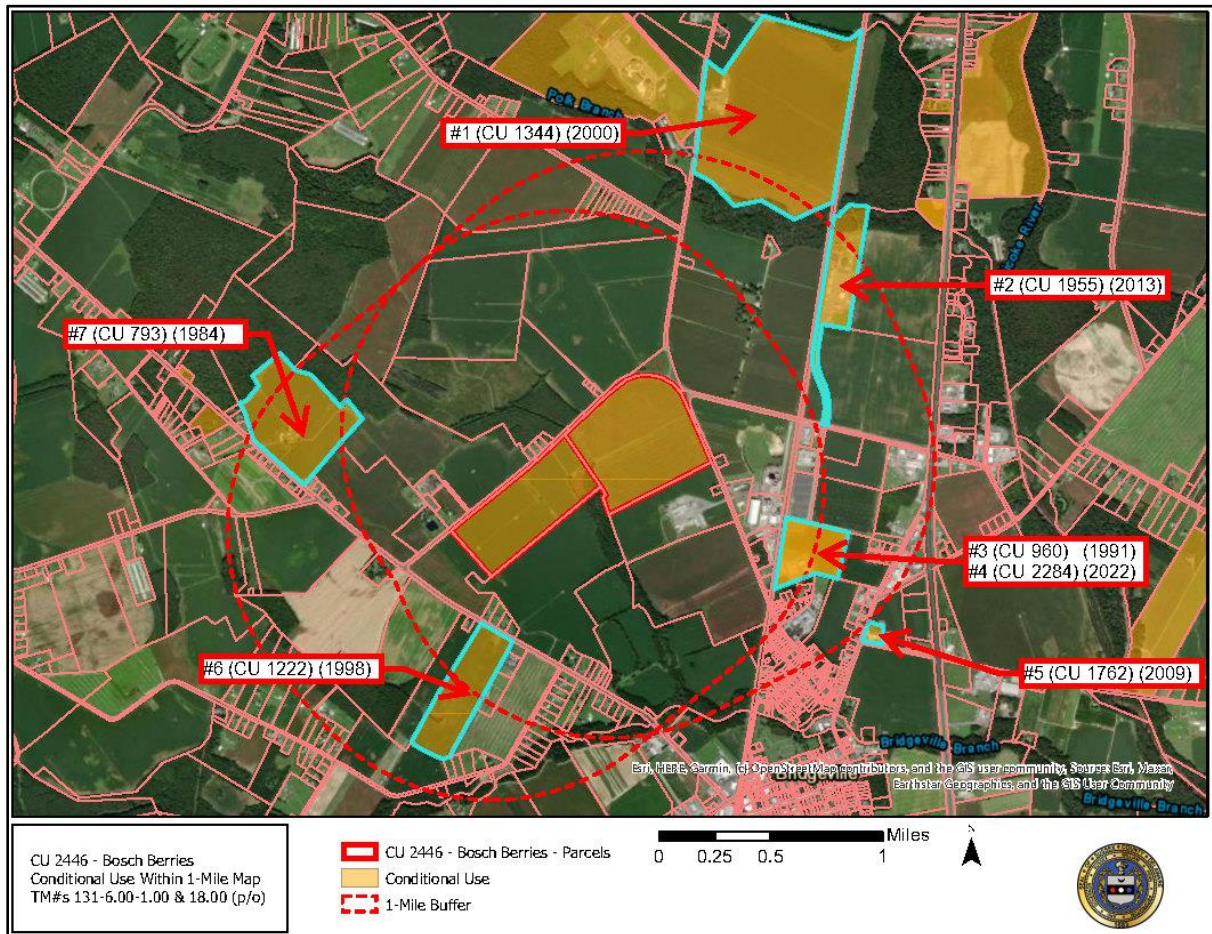 Polk Branch
#1 (CU 1344) (2000)
#2 (CU 1955) (2013)
#7 (CU 793) (1984)
#3 (CU 960) (1991)
#4 (CU 2284) (2022)
#6 (CU 1222) (1998)
#5 (CU 1762) (2009)
Bridgeville Branch
Esri, HERE, Garmin, (c) OpenStreetMap contributors, and the GIS user community, Source: Esri, Maxar,
Bridgeville
Earthstar Geographics, and the GIS User Community
Bridgeville Branch
River
CU 2446 - Bosch Berries
Conditional Use Within 1-Mile Map
TM#s 131-6.00-1.00 & 18.00 (p/o)
CU 2446 - Bosch Berries - Parcels
Conditional Use
1-Mile Buffer
Miles
0 0.25 0.5 1